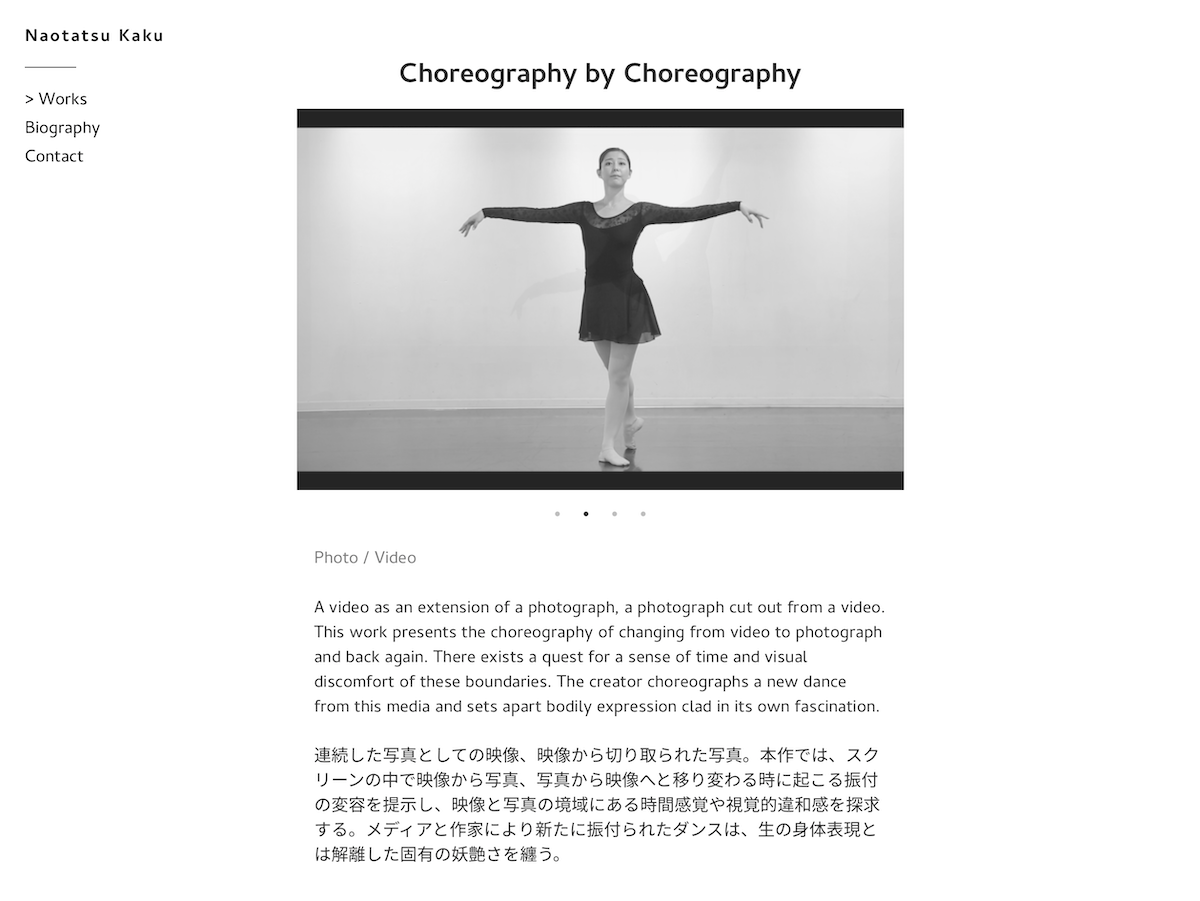 Naotatsu Kaku
> Works
Biography
Contact
Choreography by Choreography
Photo / Video
A video as an extension of a photograph, a photograph cut out from a video.
This work presents the choreography of changing from video to photograph
and back again. There exists a quest for a sense of time and visual
discomfort of these boundaries. The creator choreographs a new dance
from this media and sets apart bodily expression clad in its own fascination.
連続した写真としての映像、映像から切り取られた写真。本作では、スク
リーンの中で映像から写真、写真から映像へと移り変わる時に起こる振付
の変容を提示し、映像と写真の境域にある時間感覚や視覚的違和感を探求
する。メディアと作家により新たに振付られたダンスは、生の身体表現と
は解離した固有の妖艶さを纏う。